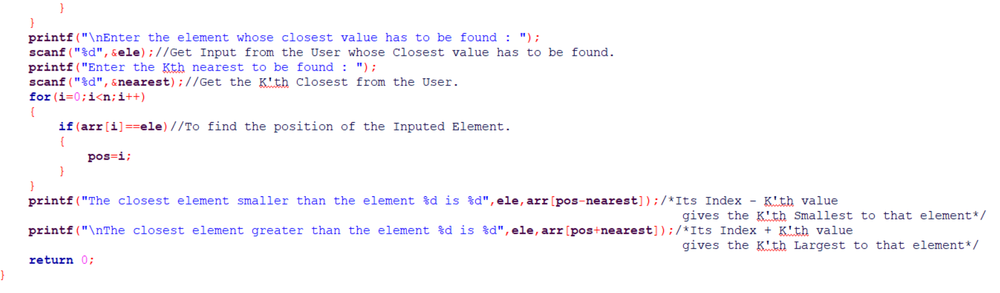 }
}
printf("\nEnter the element whose closest value has to be found : ");
scanf("%d",&ele);//Get Input from the User whose Closest value has to be found.
printf("Enter the Kth nearest to be found : ");
scanf("%d",&nearest);//Get the K'th Closest from the User.
for(i=0;i<n;i++)
{
if(arr[i]==ele)//To find the position of the Inputed Element.
{
pos=i;
}
}
printf("The closest element smaller than the element %d is %d",ele,arr[pos-nearest]);/*Its Index - K'th value
gives the K'th Smallest to that element*/
printf("\nThe closest element greater than the element %d is %d",ele,arr[pos+nearest]);/*Its Index + K'th value
gives the K'th Largest to that element*/
return 0;
}